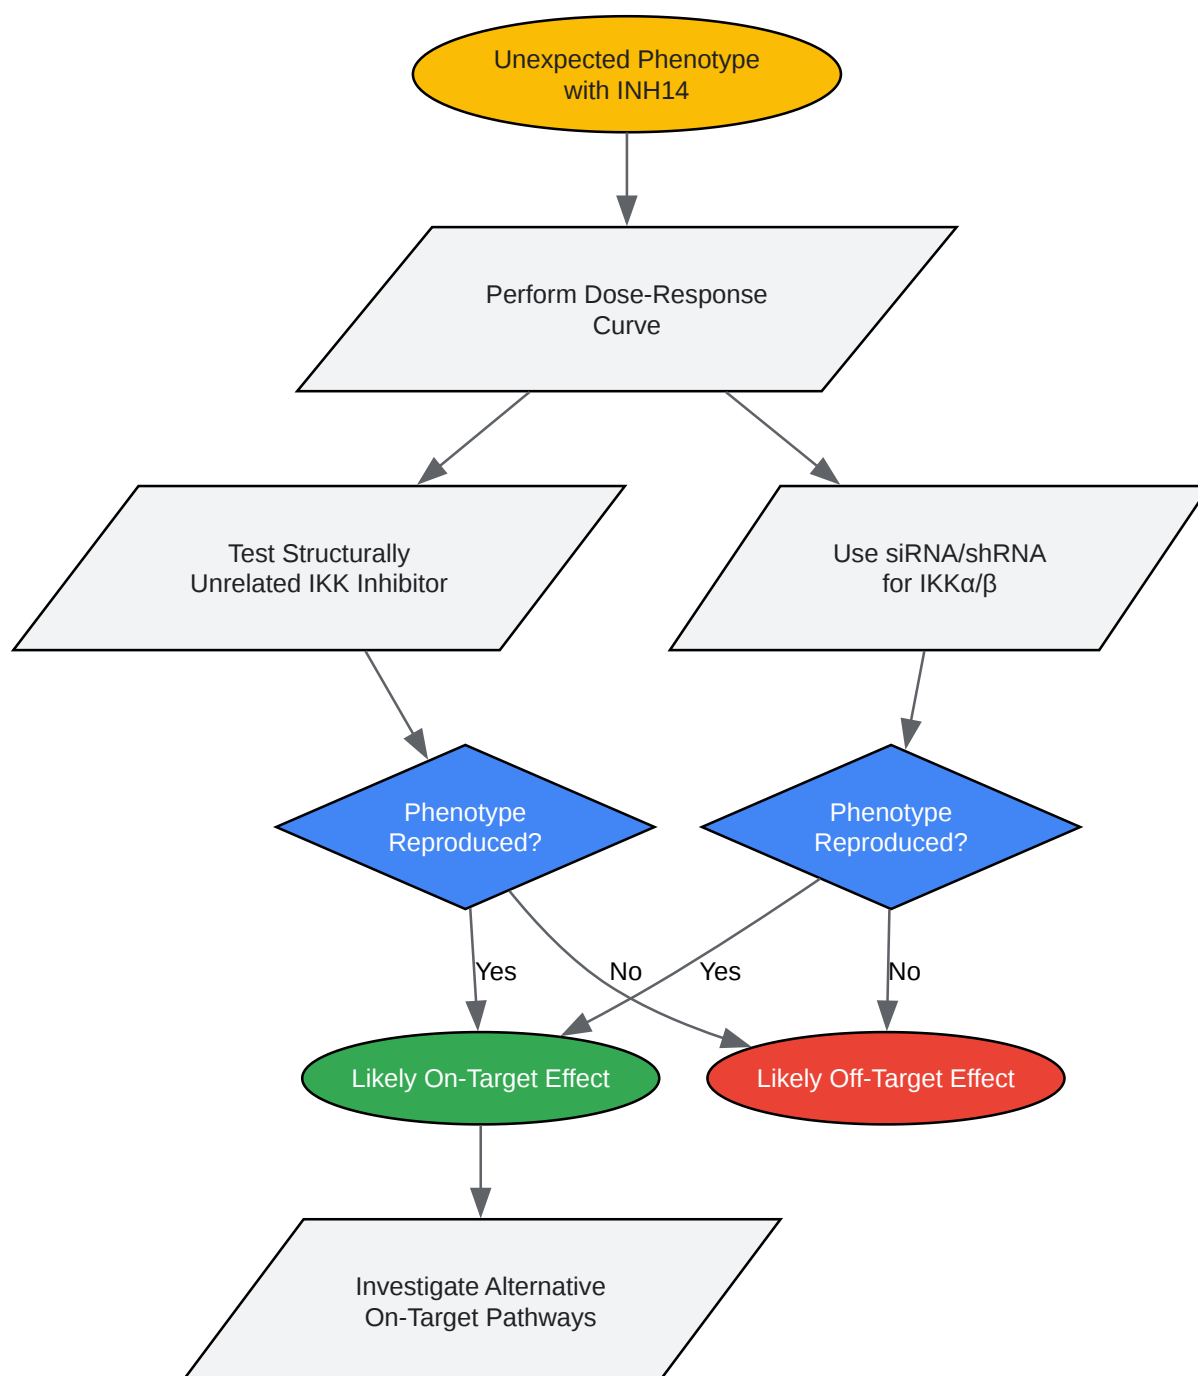 Unexpected Phenotype
with INH14
Perform Dose-Response
Curve
Test Structurally
Unrelated IKK Inhibitor
Use siRNA/shRNA
for IKKα/β
Phenotype
Reproduced?
Phenotype
Reproduced?
Yes
No
Yes
No
Likely On-Target Effect
Likely Off-Target Effect
Investigate Alternative
On-Target Pathways